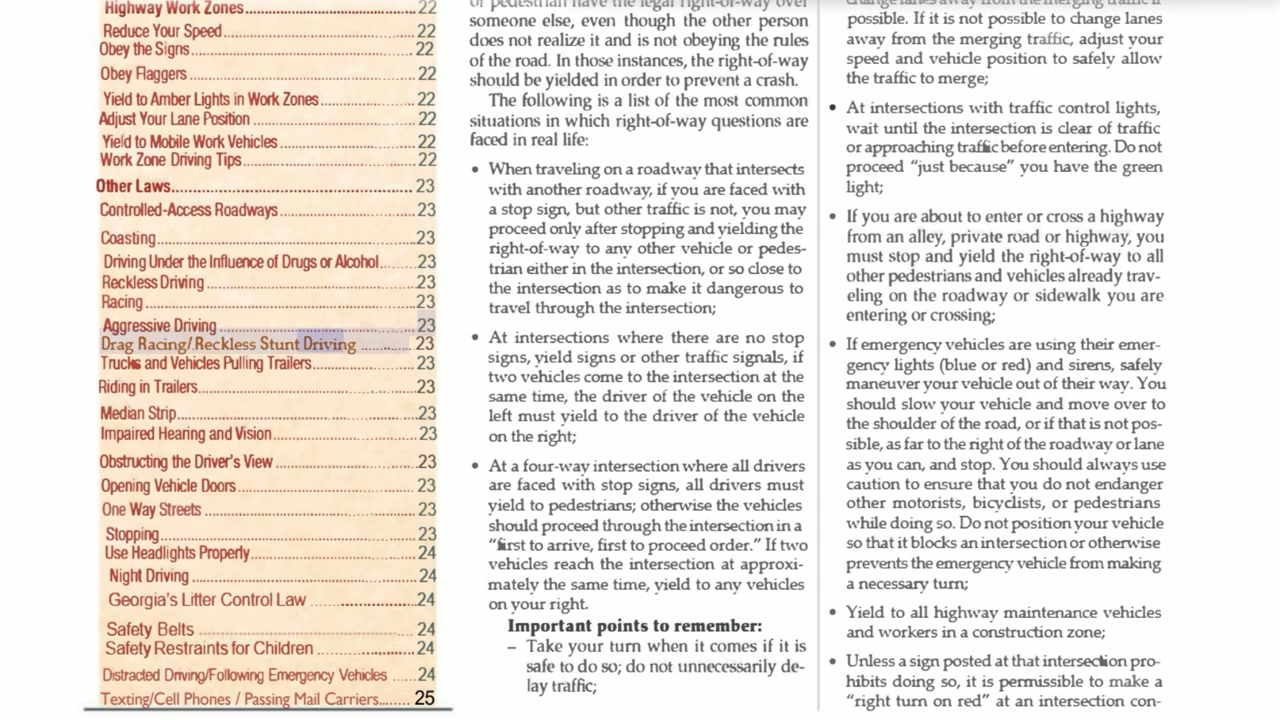 Highway Work Zones 22
Reduce Your Speed 22
Obey the Signs 22
Obey Flaggers 22
Yield to Amber Lights in Work Zones 22
Adjust Your Lane Position 22
Yield to Mobile Work Vehicles 22
Work Zone Driving Tips 22
Other Laws 23
Controlled-Access Roadways 23
Coasting 23
Driving Under the Influence of Drugs or Alcohol 23
Reckless Driving 23
Racing 23
Aggressive Driving 23
Drag Racing/Reckless Stunt Driving 23
Trucks and Vehicles Pulling Trailers 23
Riding in Trailers 23
Median Strip 23
Impaired Hearing and Vision 23
Obstructing the Driver's View 23
Opening Vehicle Doors 23
One Way Streets 23
Stopping 23
Use Headlights Properly 24
Night Driving 24
Georgia's Litter Control Law 24
Safety Belts 24
Safety Restraints for Children 24
Distracted Driving/Following Emergency Vehicles 24
Texting/Cell Phones / Passing Mail Carriers 25
or pedestrian have the legal right-of-way over
someone else, even though the other person
does not realize it and is not obeying the rules
of the road. In those instances, the right-of-way
should be yielded in order to prevent a crash.
The following is a list of the most common
situations in which right-of-way questions are
faced in real life:
• When traveling on a roadway that intersects
with another roadway, if you are faced with
a stop sign, but other traffic is not, you may
proceed only after stopping and yielding the
right-of-way to any other vehicle or pedes-
trian either in the intersection, or so close to
the intersection as to make it dangerous to
travel through the intersection;
• At intersections where there are no stop
signs, yield signs or other traffic signals, if
two vehicles come to the intersection at the
same time, the driver of the vehicle on the
left must yield to the driver of the vehicle
on the right;
• At a four-way intersection where all drivers
are faced with stop signs, all drivers must
yield to pedestrians; otherwise the vehicles
should proceed through the intersection in a
“first to arrive, first to proceed order.” If two
vehicles reach the intersection at approxi-
mately the same time, yield to any vehicles
on your right.
Important points to remember:
– Take your turn when it comes if it is
safe to do so; do not unnecessarily de-
lay traffic;
change lanes away from the merging traffic if
possible. If it is not possible to change lanes
away from the merging traffic, adjust your
speed and vehicle position to safely allow
the traffic to merge;
• At intersections with traffic control lights,
wait until the intersection is clear of traffic
or approaching traffic before entering. Do not
proceed “just because” you have the green
light;
• If you are about to enter or cross a highway
from an alley, private road or highway, you
must stop and yield the right-of-way to all
other pedestrians and vehicles already trav-
eling on the roadway or sidewalk you are
entering or crossing;
• If emergency vehicles are using their emer-
gency lights (blue or red) and sirens, safely
maneuver your vehicle out of their way. You
should slow your vehicle and move over to
the shoulder of the road, or if that is not pos-
sible, as far to the right of the roadway or lane
as you can, and stop. You should always use
caution to ensure that you do not endanger
other motorists, bicyclists, or pedestrians
while doing so. Do not position your vehicle
so that it blocks an intersection or otherwise
prevents the emergency vehicle from making
a necessary turn;
• Yield to all highway maintenance vehicles
and workers in a construction zone;
• Unless a sign posted at that intersection pro-
hibits doing so, it is permissible to make a
“right turn on red” at an intersection con-